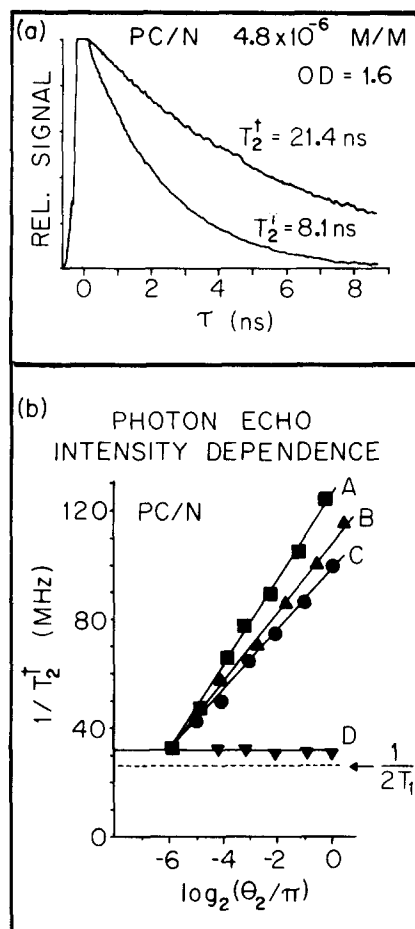 (a) PC/N 4.8x10⁻⁶ M/M
OD = 1.6
T₂† = 21.4 ns
T₂† = 8.1 ns
REL. SIGNAL
0 2 4 6 8
τ (ns)
(b)
PHOTON ECHO
INTENSITY DEPENDENCE
PC/N
A
B
C
D
1/2T₁
1/T₂† (MHz)
120
80
40
0
-6 -4 -2 0
log₂(θ₂/π)